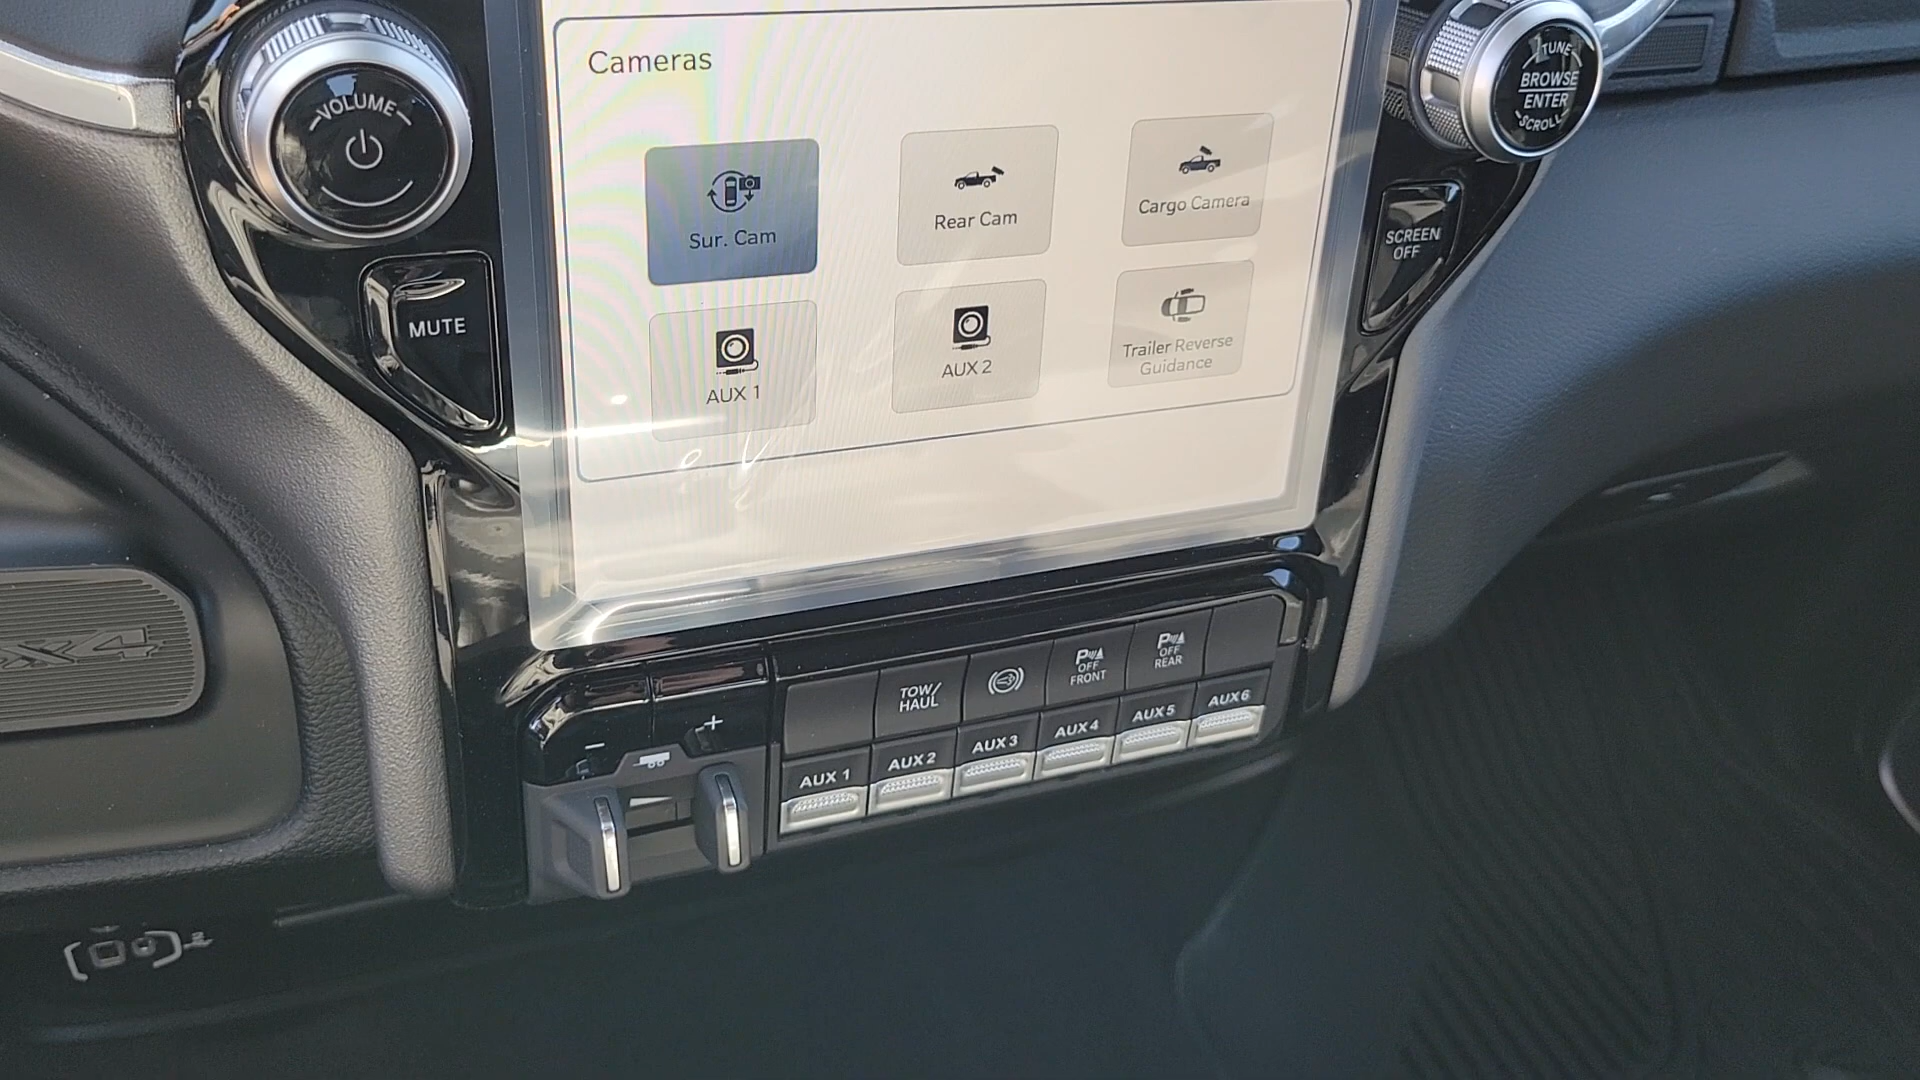 VOLUME
MUTE
Cameras
Sur. Cam
Rear Cam
Cargo Camera
AUX 1
AUX 2
Trailer Reverse
Guidance
TUNE
BROWSE
ENTER
SCROLL
SCREEN
OFF
TOW/
HAUL
P
OFF
FRONT
P
OFF
REAR
− +
AUX 1
AUX 2
AUX 3
AUX 4
AUX 5
AUX 6